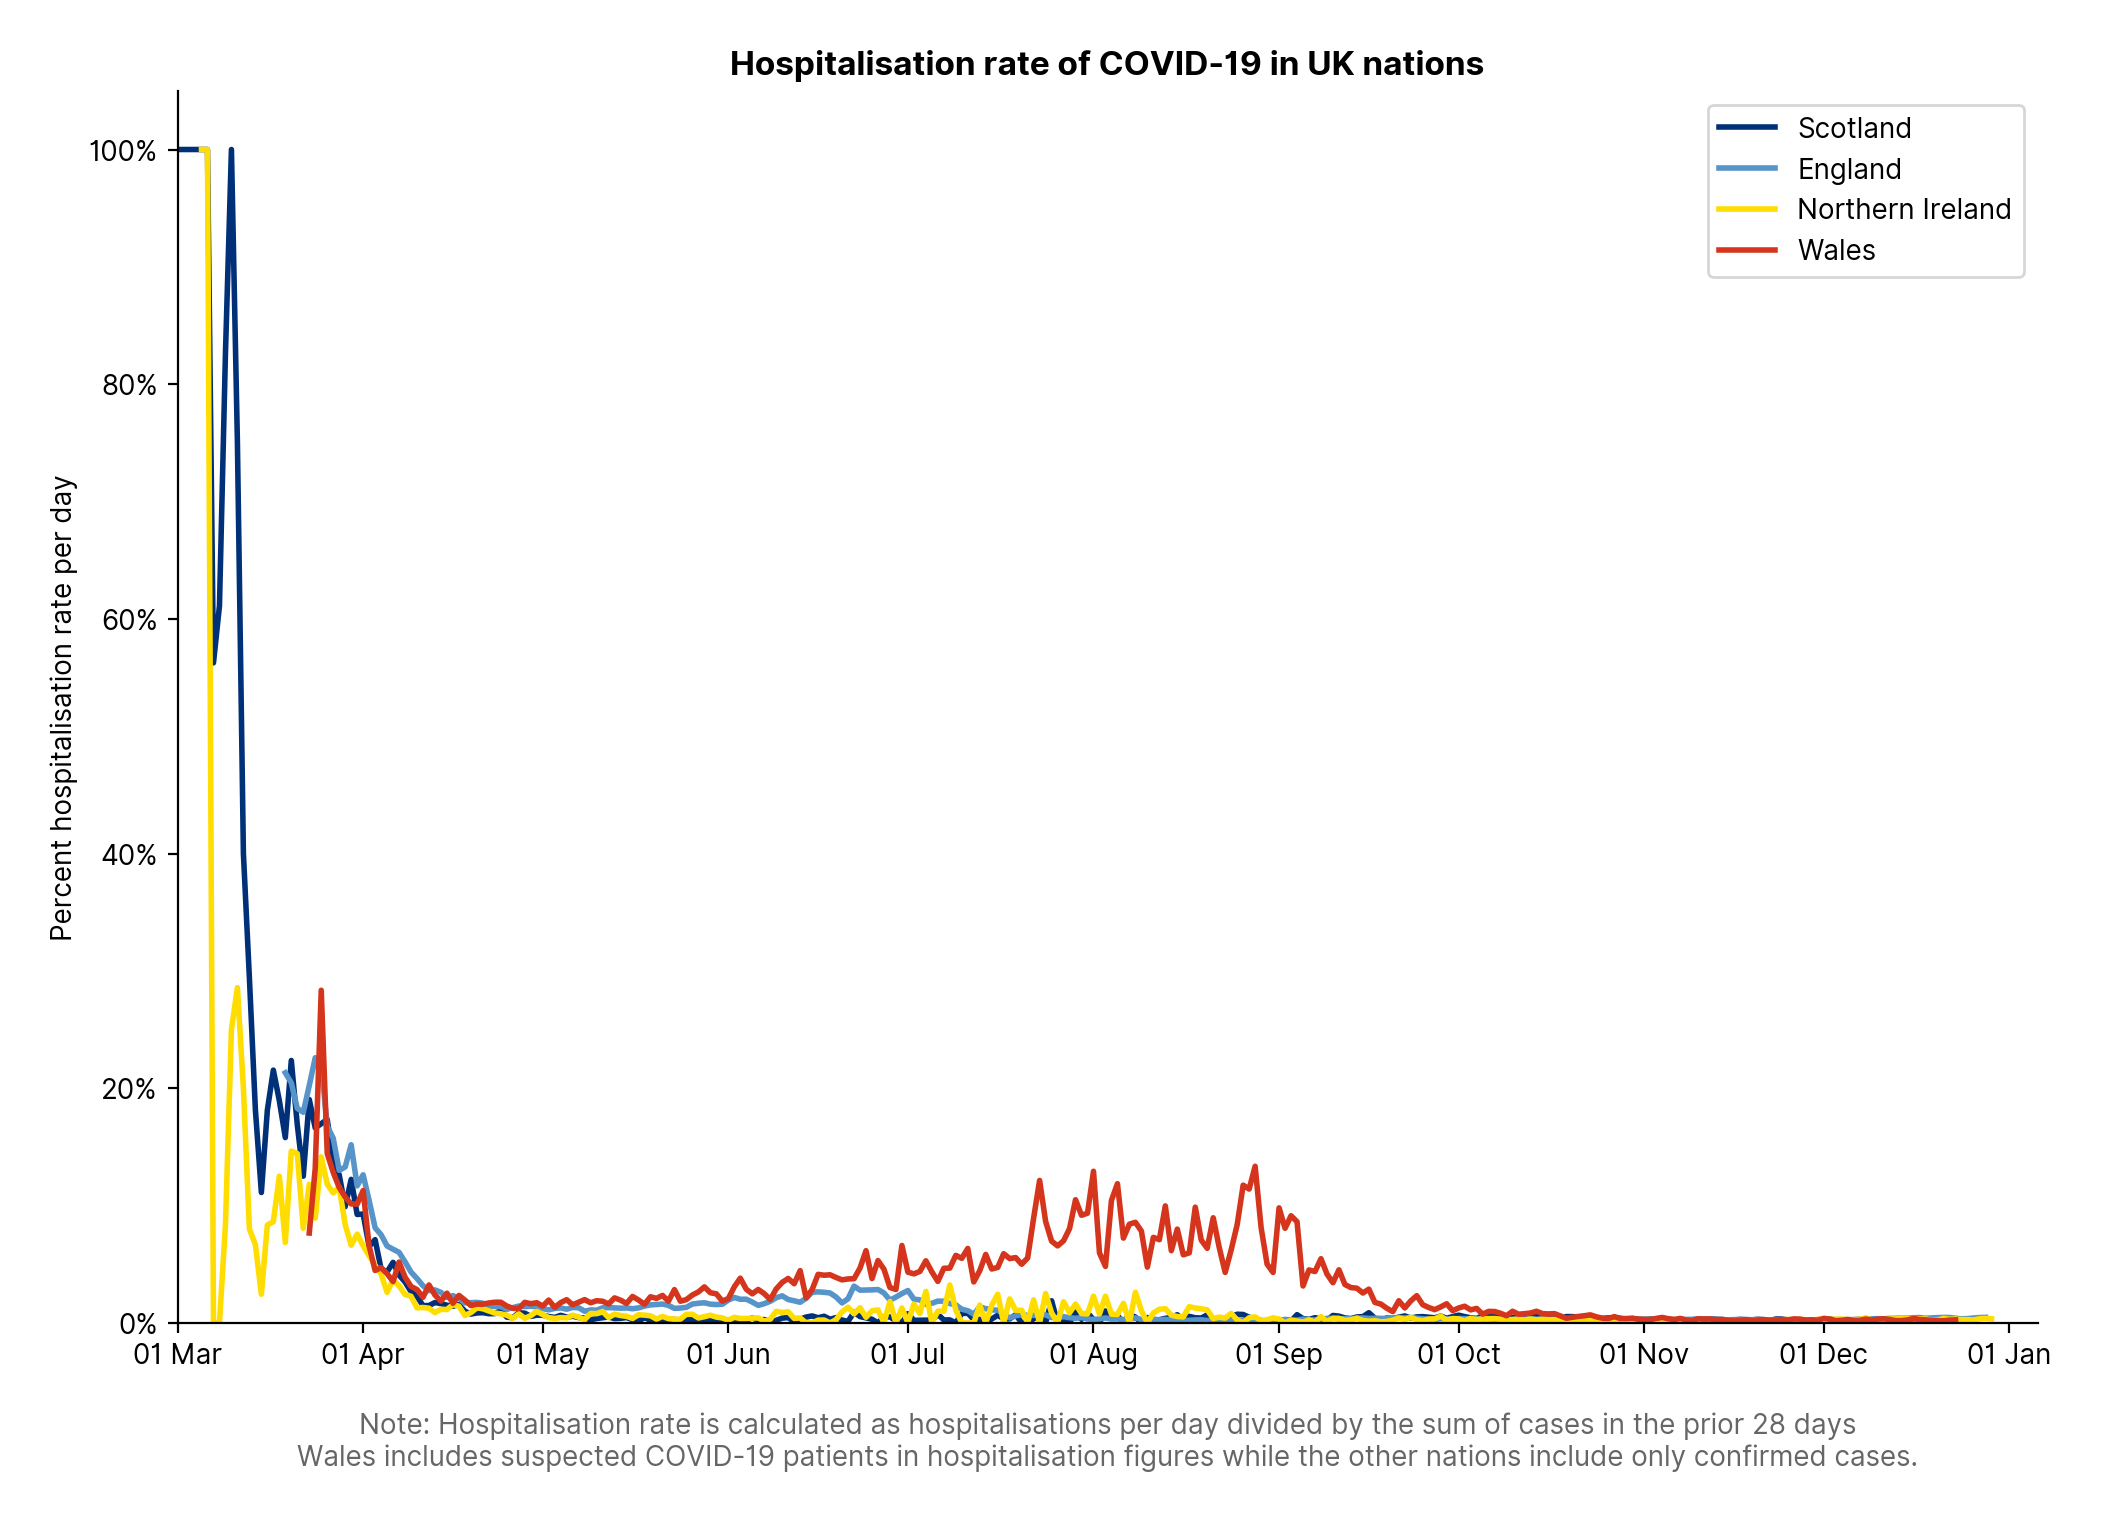 Hospitalisation rate of COVID-19 in UK nations
Scotland
England
Northern Ireland
Wales
Percent hospitalisation rate per day
100%
80%
60%
40%
20%
0%
01 Mar
01 Apr
01 May
01 Jun
01 Jul
01 Aug
01 Sep
01 Oct
01 Nov
01 Dec
01 Jan
Note: Hospitalisation rate is calculated as hospitalisations per day divided by the sum of cases in the prior 28 days
Wales includes suspected COVID-19 patients in hospitalisation figures while the other nations include only confirmed cases.